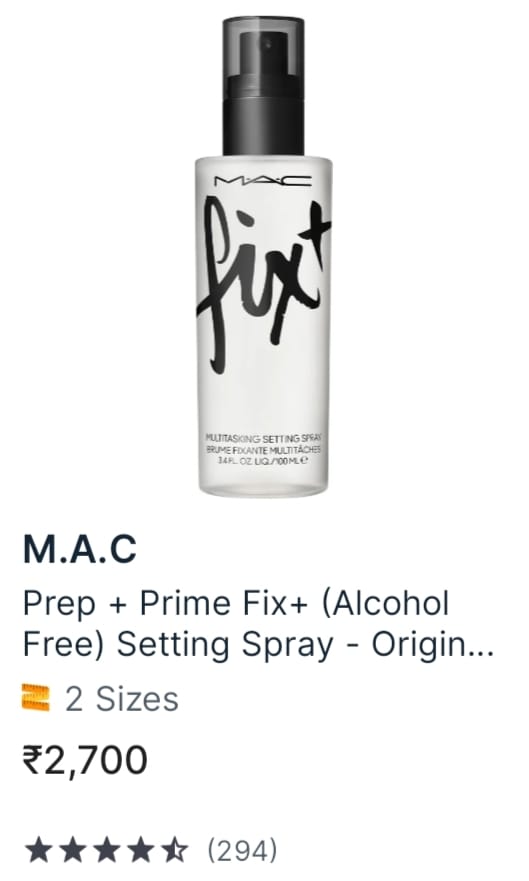 M·A·C
fix+
MULTITASKING SETTING SPRAY
BRUME FIXANTE MULTITÂCHES
3.4 FL. OZ. LIQ./100 ML ℮
M.A.C
Prep + Prime Fix+ (Alcohol
Free) Setting Spray - Origin...
2 Sizes
₹2,700
(294)